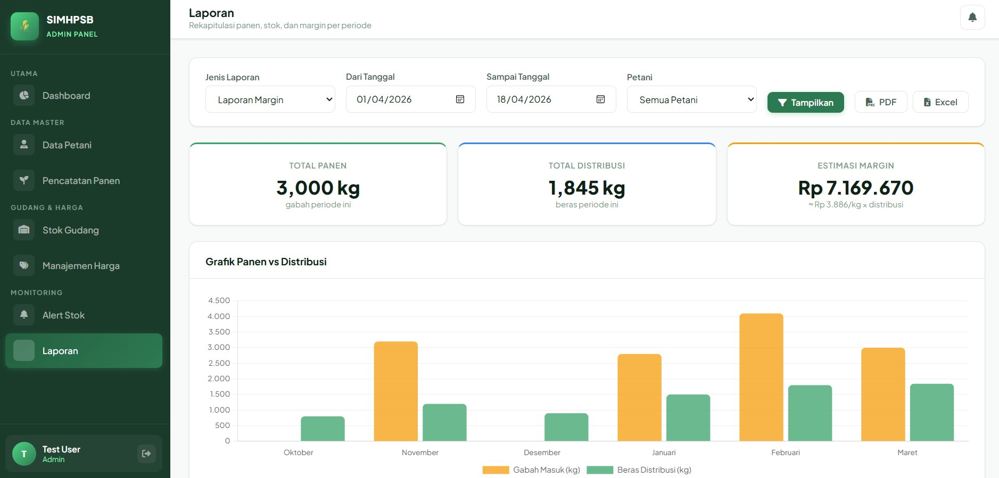 SIMHPSB
ADMIN PANEL
UTAMA
Dashboard
DATA MASTER
Data Petani
Pencatatan Panen
GUDANG & HARGA
Stok Gudang
Manajemen Harga
MONITORING
Alert Stok
Laporan
T
Test User
Admin
Laporan
Rekapitulasi panen, stok, dan margin per periode
Jenis Laporan
Laporan Margin
Dari Tanggal
01/04/2026
Sampai Tanggal
18/04/2026
Petani
Semua Petani
Tampilkan
PDF
Excel
TOTAL PANEN
3,000 kg
gabah periode ini
TOTAL DISTRIBUSI
1,845 kg
beras periode ini
ESTIMASI MARGIN
Rp 7.169.670
≈ Rp 3.886/kg × distribusi
Grafik Panen vs Distribusi
4.500
4.000
3.500
3.000
2.500
2.000
1.500
1.000
500
0
Oktober November Desember Januari Februari Maret
Gabah Masuk (kg) Beras Distribusi (kg)